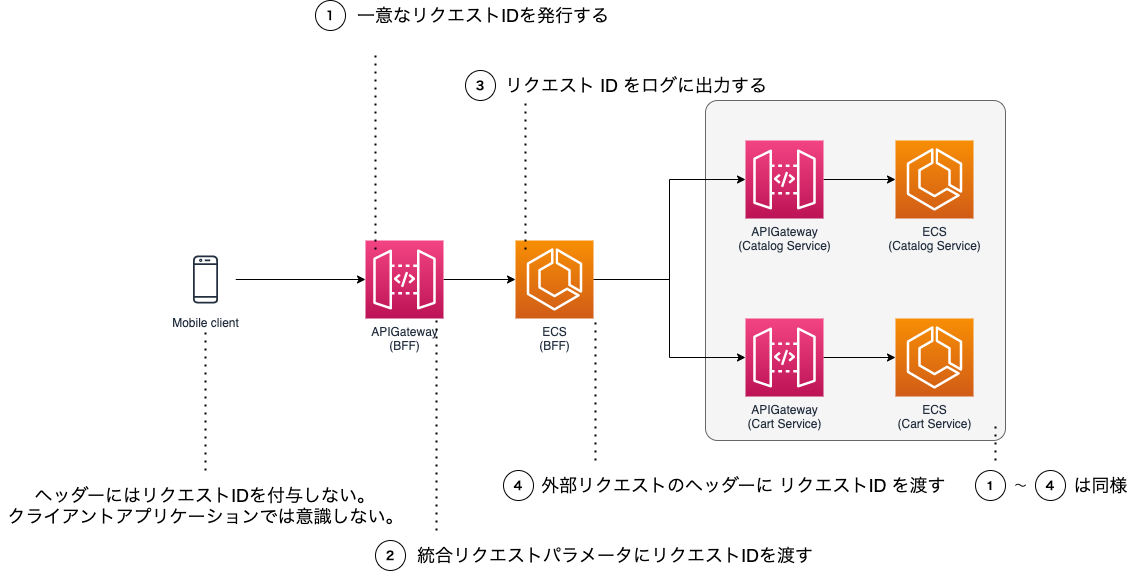 1 一意なリクエストIDを発行する
3 リクエスト ID をログに出力する
APIGateway
(Catalog Service)
ECS
(Catalog Service)
Mobile client
APIGateway
(BFF)
ECS
(BFF)
APIGateway
(Cart Service)
ECS
(Cart Service)
ヘッダーにはリクエストIDを付与しない。
クライアントアプリケーションでは意識しない。
4 外部リクエストのヘッダーに リクエストID を渡す
1 ~ 4 は同様
2 統合リクエストパラメータにリクエストIDを渡す